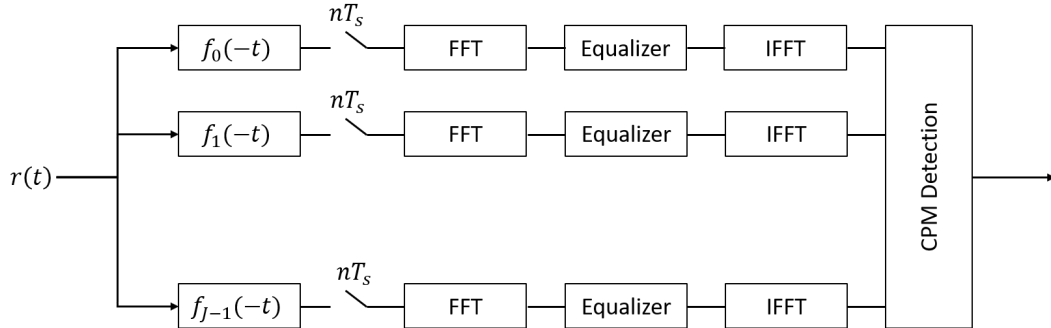 nT_s
f_0(−t) FFT Equalizer IFFT
nT_s
f_1(−t) FFT Equalizer IFFT
r(t)
CPM Detection
nT_s
f_{J−1}(−t) FFT Equalizer IFFT